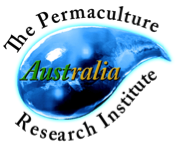 The Permaculture
Australia
Research Institute